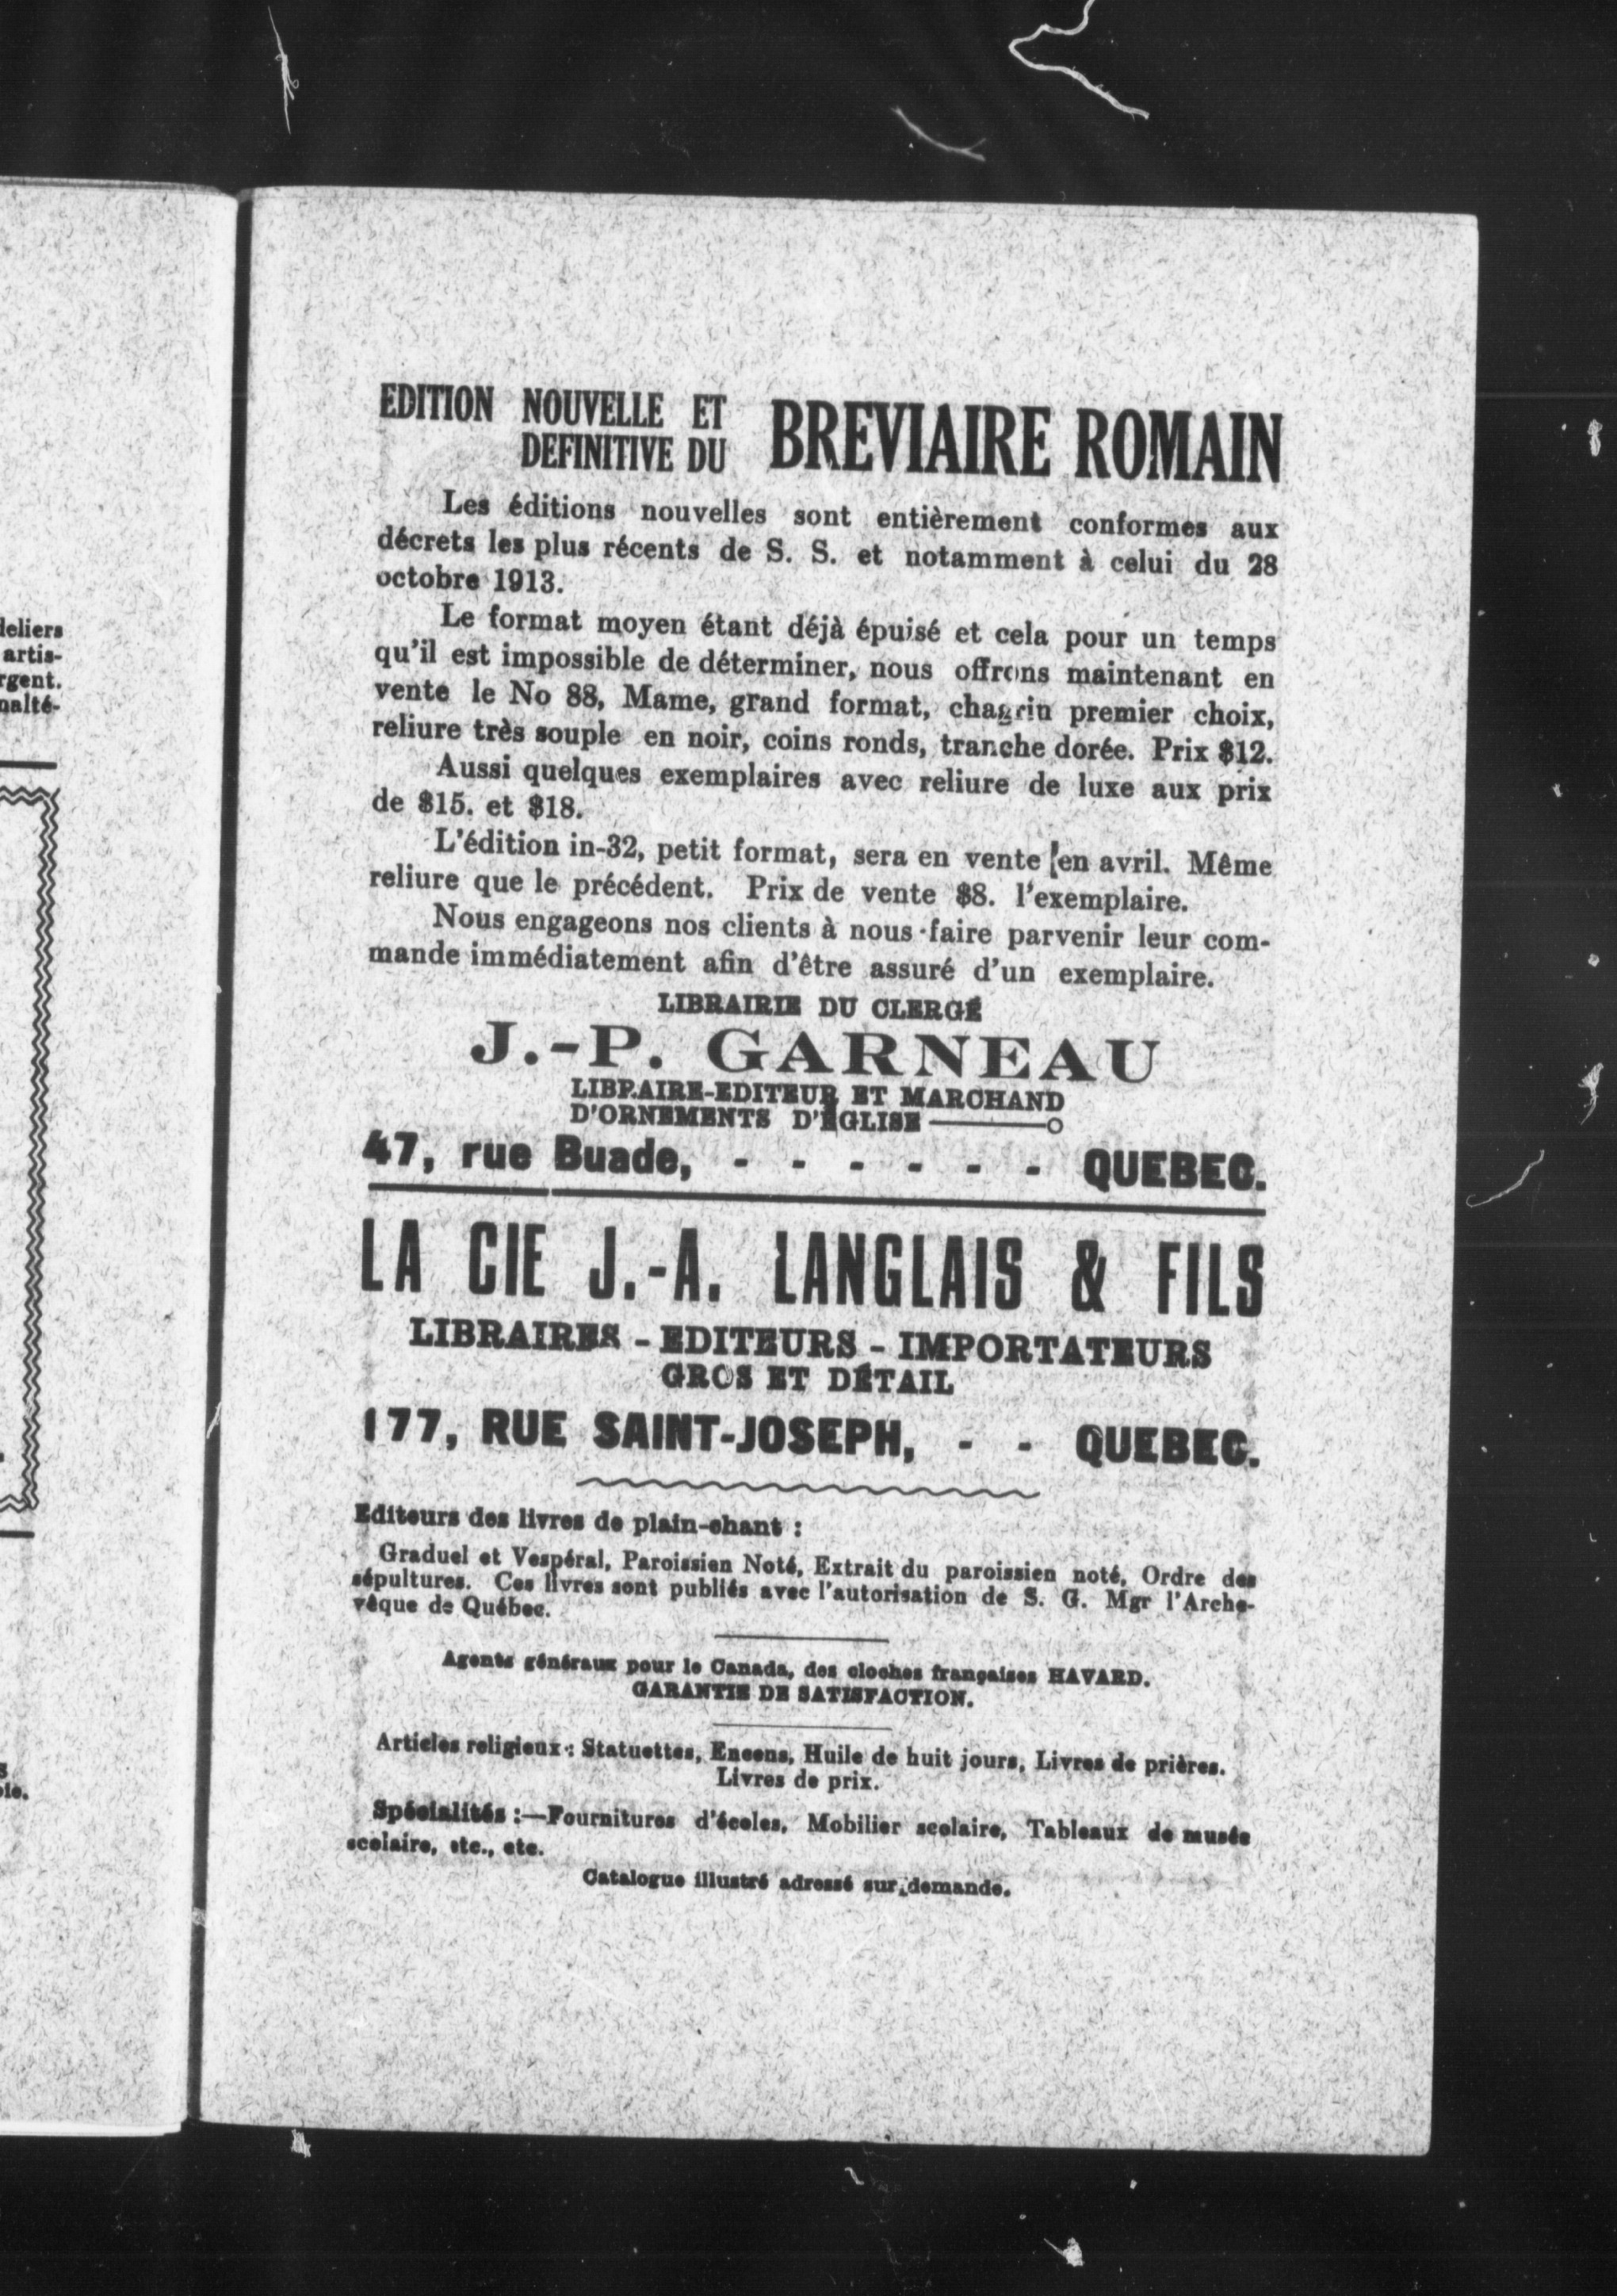 deliers
artis-
rgent.
nalté-
EDITION NOUVELLE ET
DEFINITIVE DU
BREVIAIRE ROMAIN
Les éditions nouvelles sont entièrement conformes aux
décrets les plus récents de S. S. et notamment à celui du 28
octobre 1913.
Le format moyen étant déjà épuisé et cela pour un temps
qu'il est impossible de déterminer, nous offrons maintenant en
vente le No 88, Mame, grand format, chagrin premier choix,
reliure très souple en noir, coins ronds, tranche dorée. Prix $12.
Aussi quelques exemplaires avec reliure de luxe aux prix
de $15. et $18.
L'édition in-32, petit format, sera en vente en avril. Même
reliure que le précédent. Prix de vente $8. l'exemplaire.
Nous engageons nos clients à nous faire parvenir leur com-
mande immédiatement afin d'être assuré d'un exemplaire.
LIBRAIRIE DU CLERGÉ
J.-P. GARNEAU
LIBRAIRE-EDITEUR ET MARCHAND
D'ORNEMENTS D'ÉGLISE
47, rue Buade, - - - - - - QUEBEC.
LA CIE J.-A. LANGLAIS & FILS
LIBRAIRES - EDITEURS - IMPORTATEURS
GROS ET DÉTAIL
177, RUE SAINT-JOSEPH, - - QUEBEC.
Editeurs des livres de plain-chant :
Graduel et Vespéral, Paroissien Noté, Extrait du paroissien noté, Ordre des
sépultures. Ces livres sont publiés avec l'autorisation de S. G. Mgr l'Arche-
vêque de Québec.
Agents généraux pour le Canada, des cloches françaises HAVARD.
GARANTIE DE SATISFACTION.
Articles religieux : Statuettes, Encens, Huile de huit jours, Livres de prières.
Livres de prix.
Spécialités :—Fournitures d'écoles, Mobilier scolaire, Tableaux de musée
scolaire, etc., etc.
Catalogue illustré adressé sur demande.